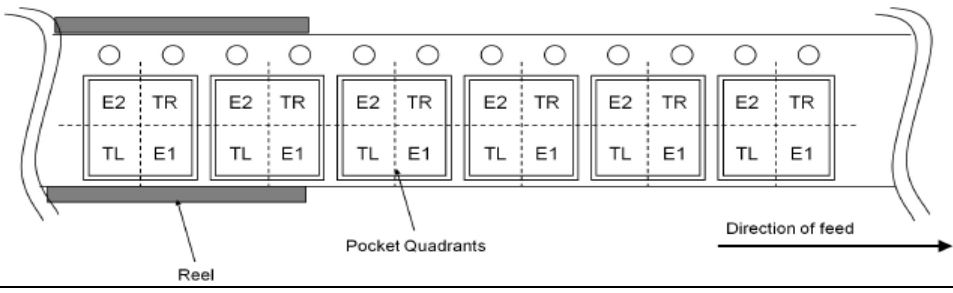 E2 TR E2 TR E2 TR E2 TR E2 TR E2 TR
TL E1 TL E1 TL E1 TL E1 TL E1 TL E1
Direction of feed
Pocket Quadrants
Reel